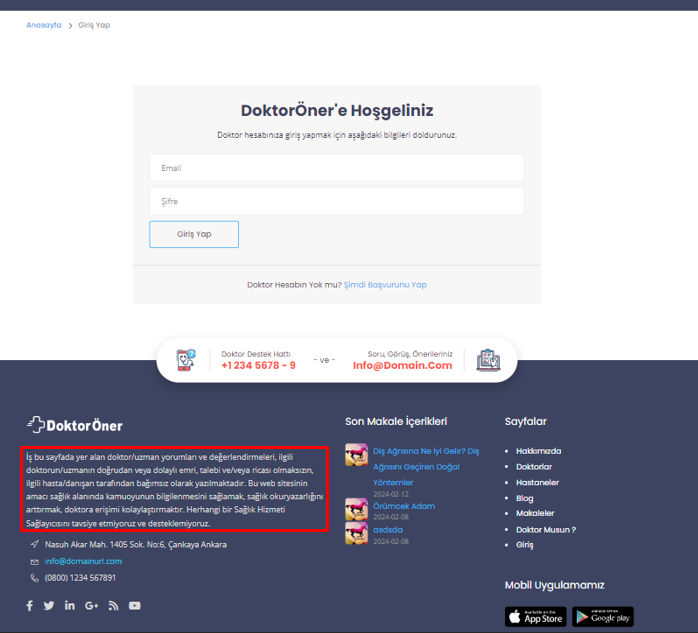 Anasayfa > Giriş Yap
DoktorÖner'e Hoşgeliniz
Doktor hesabınıza giriş yapmak için aşağıdaki bilgileri doldurunuz.
Email
Şifre
Giriş Yap
Doktor Hesabın Yok mu? Şimdi Başvurunu Yap
Doktor Destek Hattı
+1 234 5678 - 9
- ve -
Soru, Görüş, Önerileriniz
Info@Domain.Com
DoktorÖner
İş bu sayfada yer alan doktor/uzman yorumları ve değerlendirmeleri, ilgili
doktorun/uzmanın doğrudan veya dolaylı emri, talebi ve/veya ricası olmaksızın,
ilgili hasta/danışan tarafından bağımsız olarak yazılmaktadır. Bu web sitesinin
amacı sağlık alanında kamuoyunun bilgilenmesini sağlamak, sağlık okuryazarlığını
arttırmak, doktora erişimi kolaylaştırmaktır. Herhangi bir Sağlık Hizmeti
Sağlayıcısını tavsiye etmiyoruz ve desteklemiyoruz.
Nasuh Akar Mah. 1405 Sok. No:6, Çankaya Ankara
info@domainurl.com
(0800) 1234 567891
Son Makale İçerikleri
Diş Ağrısına Ne İyi Gelir? Diş
Ağrısını Geçiren Doğal
Yöntemler
2024-02-12
Örümcek Adam
2024-02-08
asdsda
2024-02-08
Sayfalar
Hakkımızda
Doktorlar
Hastaneler
Blog
Makaleler
Doktor Musun ?
Giriş
Mobil Uygulamamız
Available on the
App Store
Google play